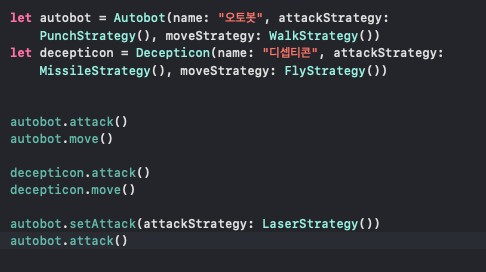 let autobot = Autobot(name: "오토봇", attackStrategy:
PunchStrategy(), moveStrategy: WalkStrategy())
let decepticon = Decepticon(name: "디셉티콘", attackStrategy:
MissileStrategy(), moveStrategy: FlyStrategy())
autobot.attack()
autobot.move()
decepticon.attack()
decepticon.move()
autobot.setAttack(attackStrategy: LaserStrategy())
autobot.attack()